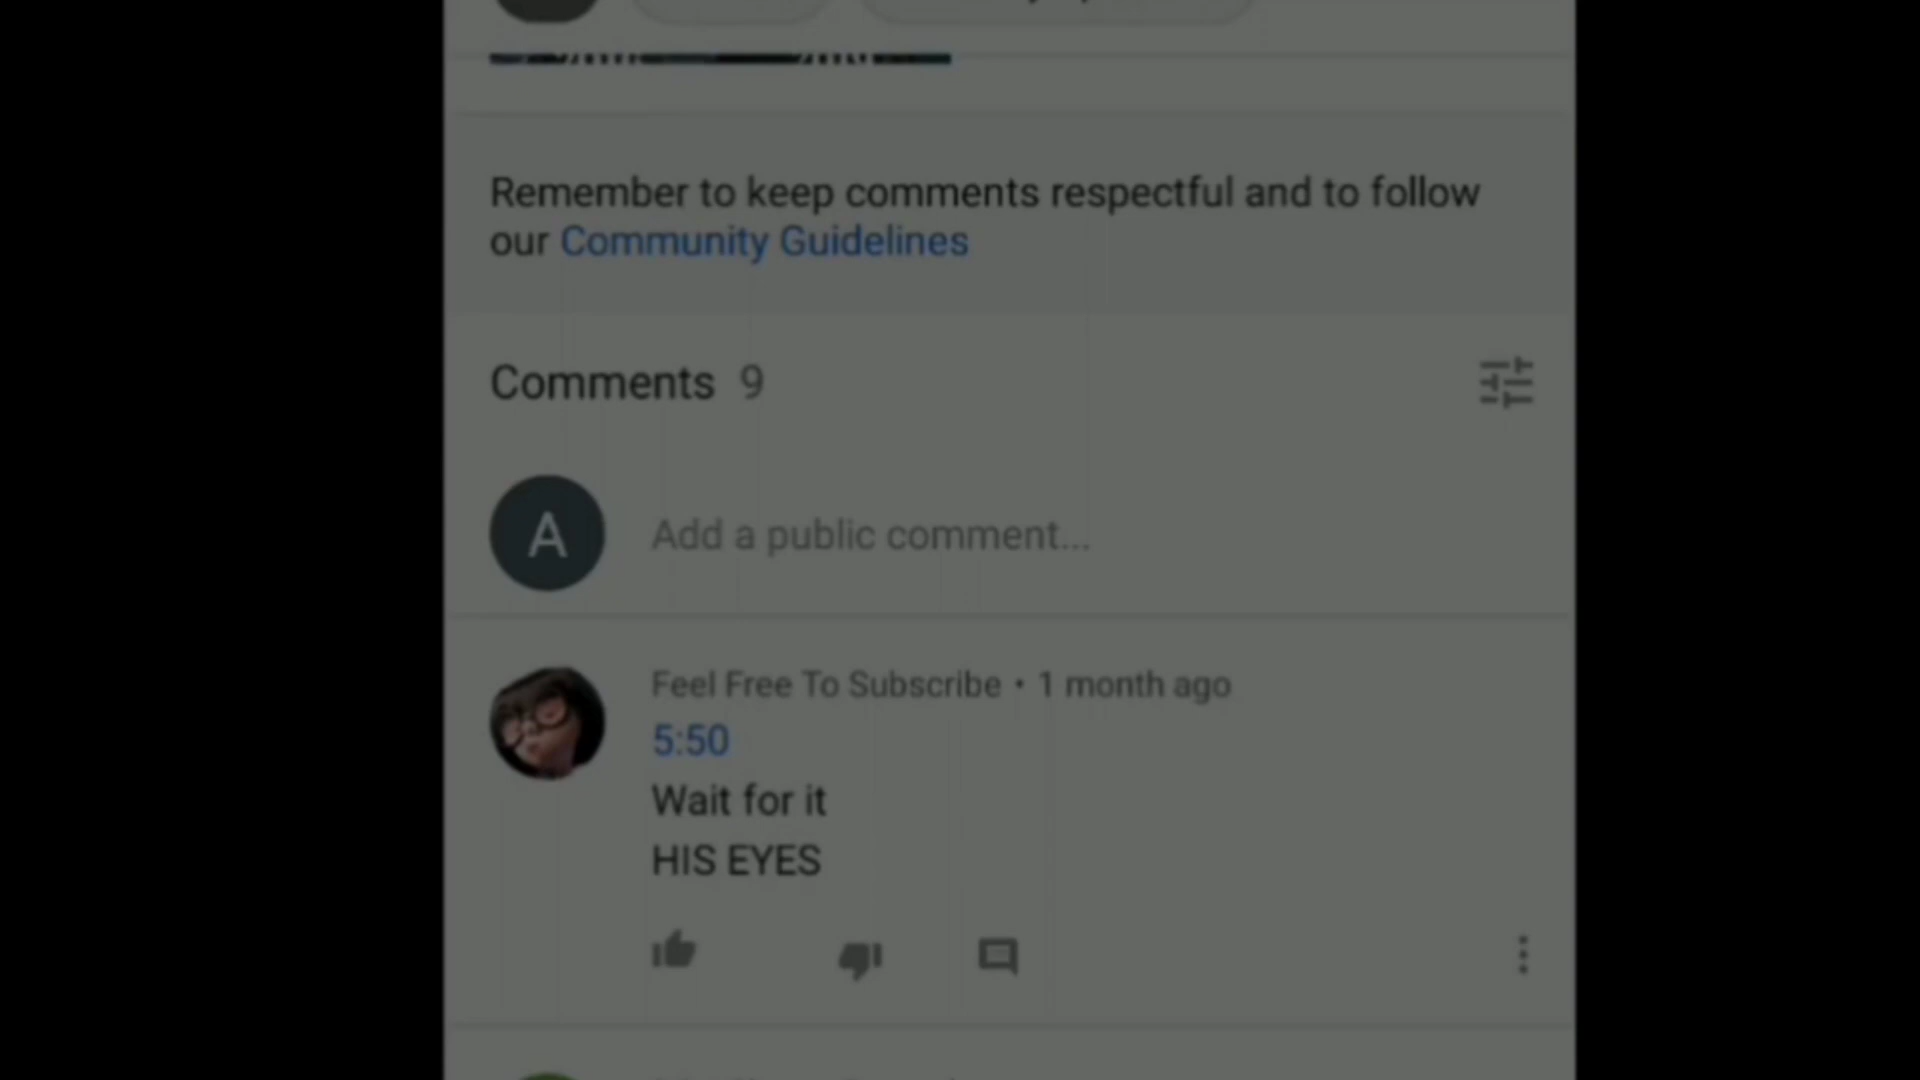 Remember to keep comments respectful and to follow
our Community Guidelines
Comments 9
A
Add a public comment...
Feel Free To Subscribe • 1 month ago
5:50
Wait for it
HIS EYES